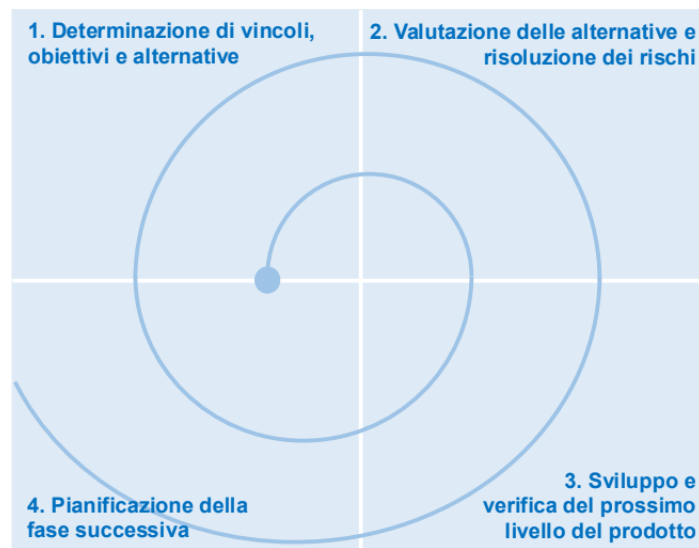 1. Determinazione di vincoli,
obiettivi e alternative
2. Valutazione delle alternative e
risoluzione dei rischi
3. Sviluppo e
verifica del prossimo
livello del prodotto
4. Pianificazione della
fase successiva